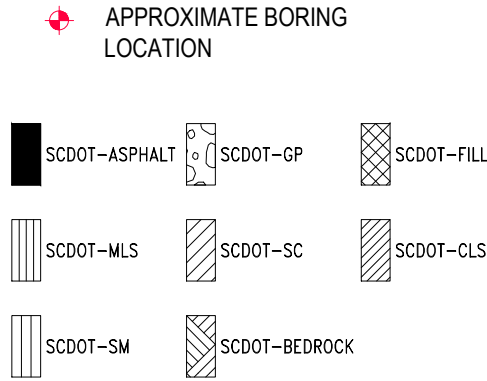 APPROXIMATE BORING
LOCATION
SCDOT-ASPHALT SCDOT-GP SCDOT-FILL
SCDOT-MLS SCDOT-SC SCDOT-CLS
SCDOT-SM SCDOT-BEDROCK